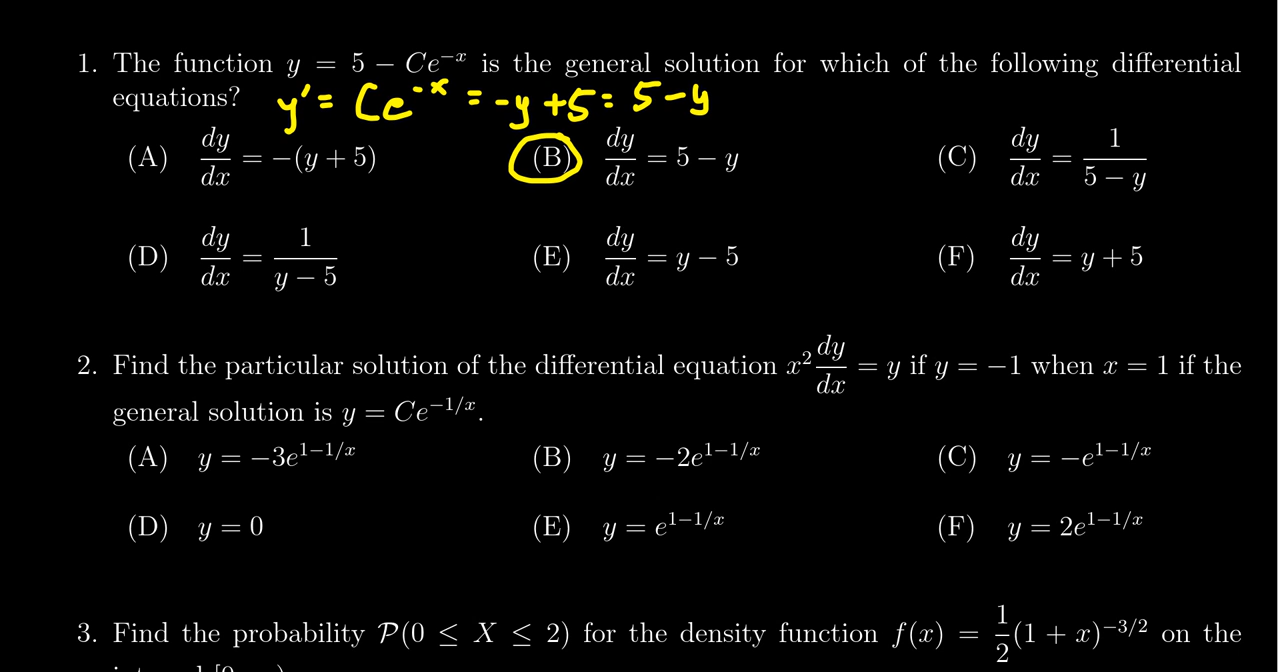 1. The function y = 5 − Ce^{−x} is the general solution for which of the following differential
equations? y' = Ce^{-x} = -y + 5 = 5 - y
(A) dy/dx = −(y + 5) (B) dy/dx = 5 − y (C) dy/dx = 1/(5 − y)
(D) dy/dx = 1/(y − 5) (E) dy/dx = y − 5 (F) dy/dx = y + 5
2. Find the particular solution of the differential equation x² dy/dx = y if y = −1 when x = 1 if the
general solution is y = Ce^{−1/x}.
(A) y = −3e^{1−1/x} (B) y = −2e^{1−1/x} (C) y = −e^{1−1/x}
(D) y = 0 (E) y = e^{1−1/x} (F) y = 2e^{1−1/x}
3. Find the probability P(0 ≤ X ≤ 2) for the density function f(x) = 1/2 (1 + x)^{−3/2} on the